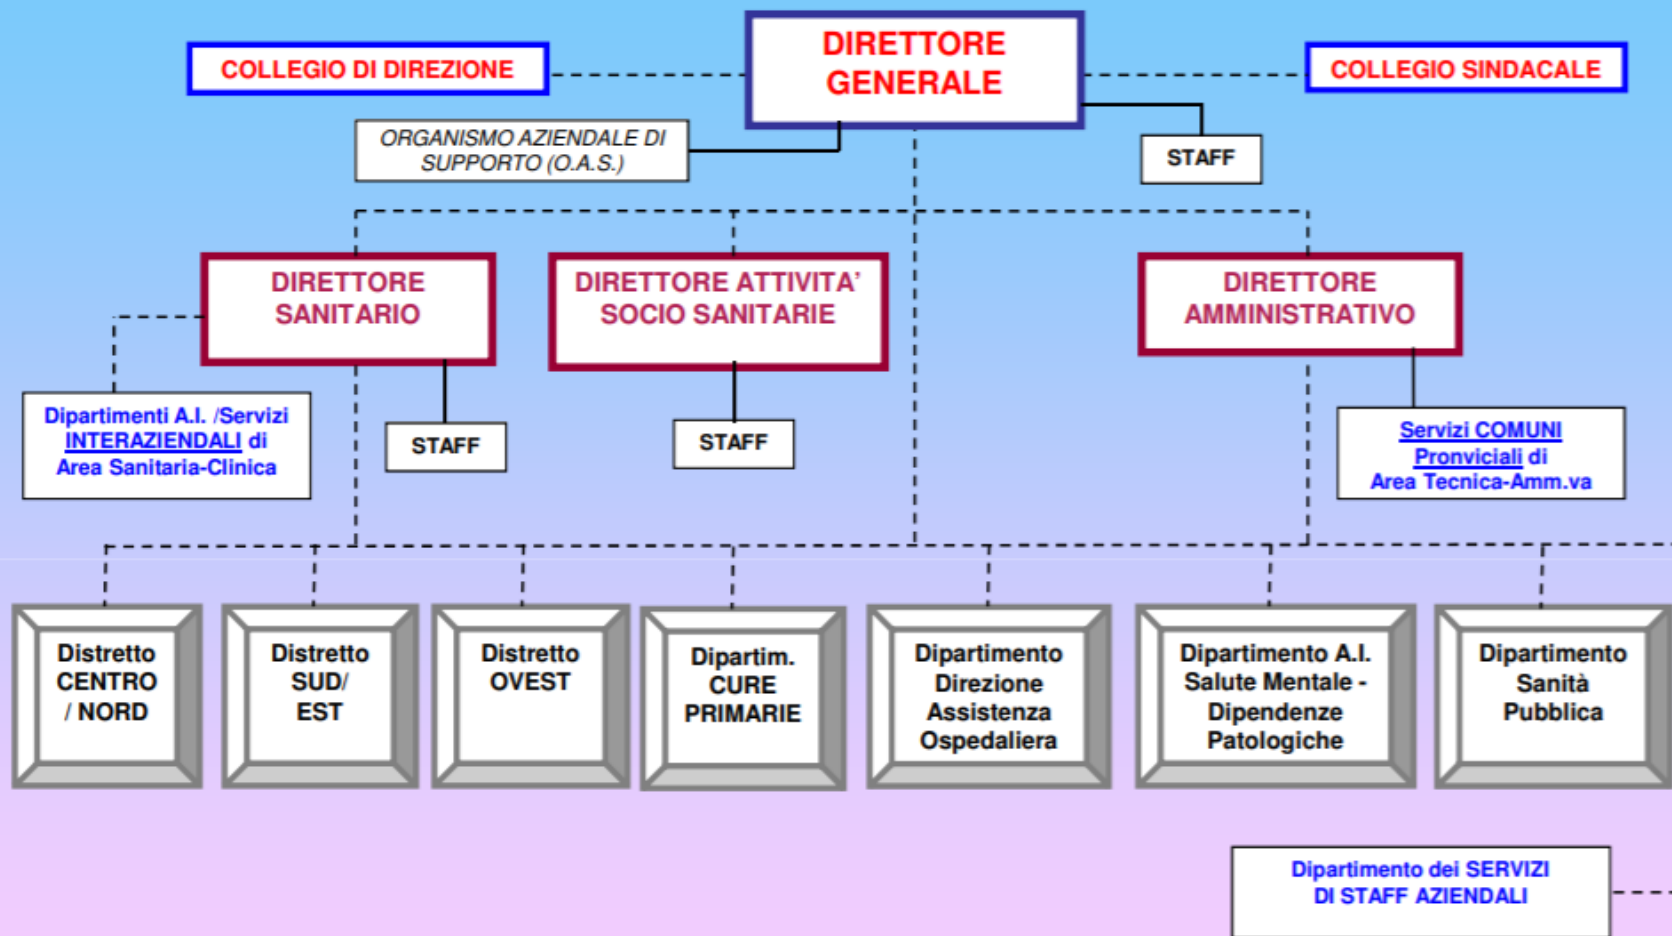 DIRETTORE
GENERALE
COLLEGIO DI DIREZIONE
COLLEGIO SINDACALE
ORGANISMO AZIENDALE DI
SUPPORTO (O.A.S.)
STAFF
DIRETTORE
SANITARIO
DIRETTORE ATTIVITA’
SOCIO SANITARIE
DIRETTORE
AMMINISTRATIVO
Dipartimenti A.I. /Servizi
INTERAZIENDALI di
Area Sanitaria-Clinica
STAFF
STAFF
Servizi COMUNI
Pronviciali di
Area Tecnica-Amm.va
Distretto
CENTRO
/ NORD
Distretto
SUD/
EST
Distretto
OVEST
Dipartim.
CURE
PRIMARIE
Dipartimento
Direzione
Assistenza
Ospedaliera
Dipartimento A.I.
Salute Mentale -
Dipendenze
Patologiche
Dipartimento
Sanità
Pubblica
Dipartimento dei SERVIZI
DI STAFF AZIENDALI